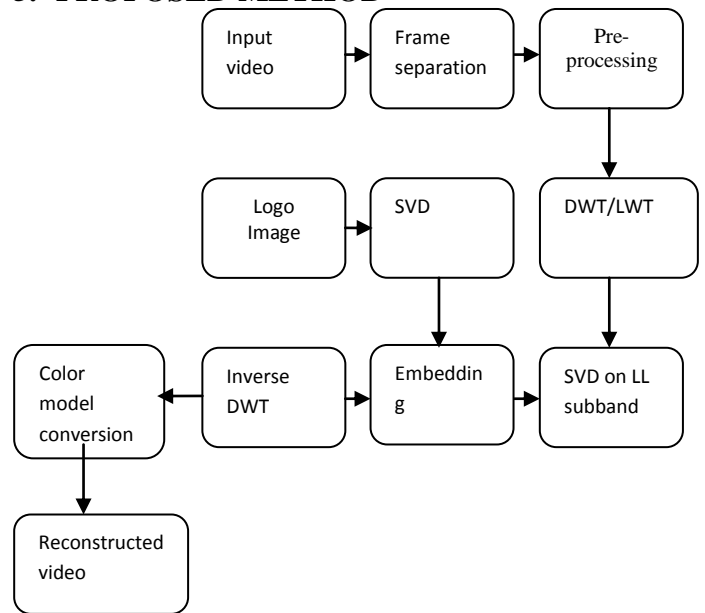 Input
video
Frame
separation
Pre-
processing
Logo
Image
SVD
DWT/LWT
Color
model
conversion
Inverse
DWT
Embeddin
g
SVD on LL
subband
Reconstructed
video